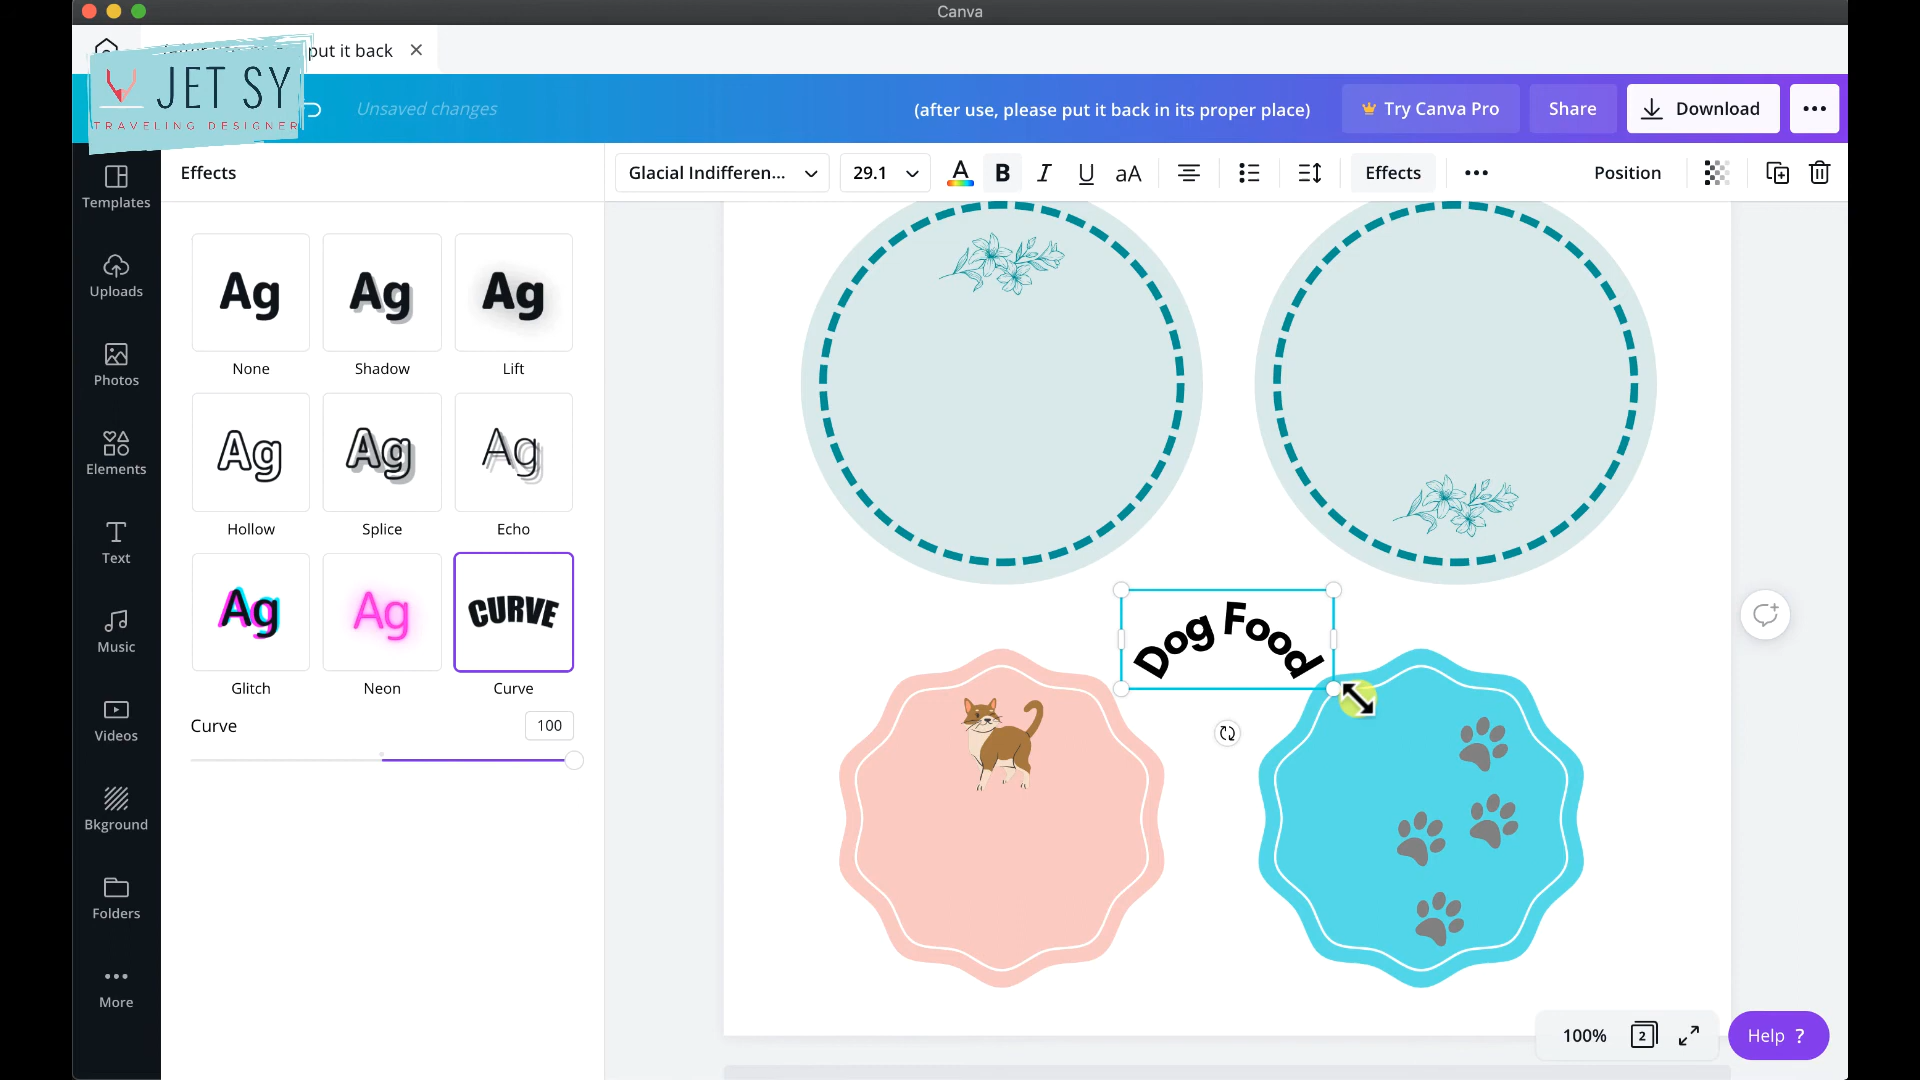 Canva
put it back
JET SY
TRAVELING DESIGNER
Unsaved changes
(after use, please put it back in its proper place)
Try Canva Pro
Share
Download
Effects
Glacial Indifferen...
29.1
B
I
U
aA
Effects
Position
Templates
Uploads
Photos
Elements
Text
Music
Videos
Bkground
Folders
More
Ag
Ag
Ag
None
Shadow
Lift
Ag
Ag
Ag
Hollow
Splice
Echo
Ag
Ag
CURVE
Glitch
Neon
Curve
Curve
100
Dog Food
100%
2
Help ?